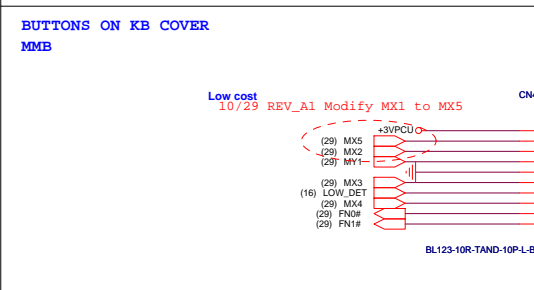 BUTTONS ON KB COVER
MMB
Low cost
CN4
10/29 REV_A1 Modify MX1 to MX5
+3VPCU
(29) MX5
(29) MX2
(29) MY1
(29) MX3
(16) LOW_DET
(29) MX4
(29) FN0#
(29) FN1#
BL123-10R-TAND-10P-L-B